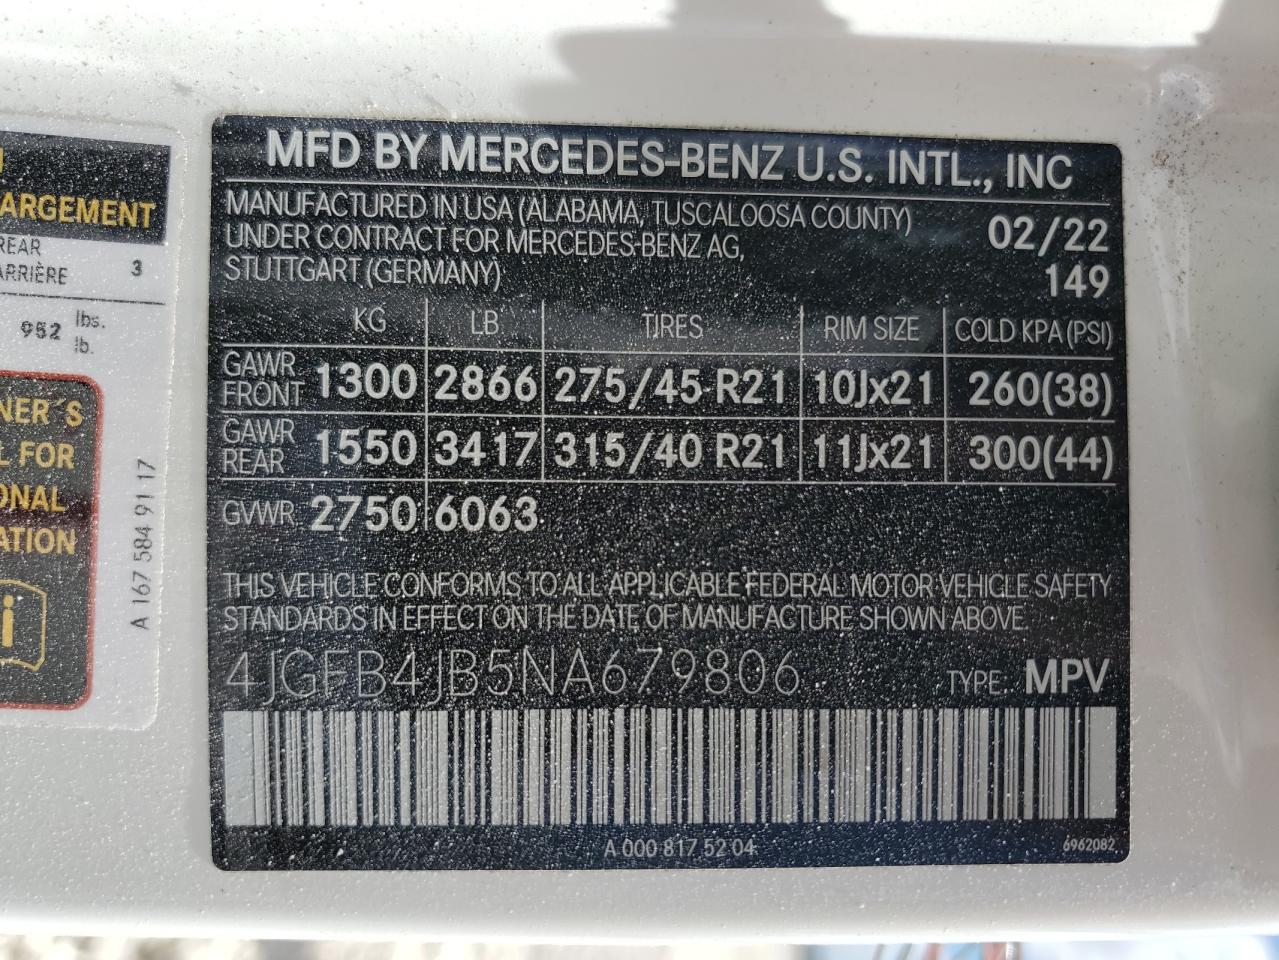 MFD BY MERCEDES-BENZ U.S. INTL., INC
MANUFACTURED IN USA (ALABAMA, TUSCALOOSA COUNTY) 02/22
UNDER CONTRACT FOR MERCEDES-BENZ AG,
STUTTGART (GERMANY) 149
KG LB TIRES RIM SIZE COLD KPA (PSI)
GAWR FRONT 1300 2866 275/45 R21 10Jx21 260(38)
GAWR REAR 1550 3417 315/40 R21 11Jx21 300(44)
GVWR 2750 6063
THIS VEHICLE CONFORMS TO ALL APPLICABLE FEDERAL MOTOR VEHICLE SAFETY
STANDARDS IN EFFECT ON THE DATE OF MANUFACTURE SHOWN ABOVE.
4JGFB4JB5NA679806 TYPE: MPV
A 000 817 52 04 6962082
ARGEMENT
REAR
ARRIÈRE 3
952 lbs.
lb.
NER´S
L FOR
ONAL
ATION
i
A 167 584 91 17